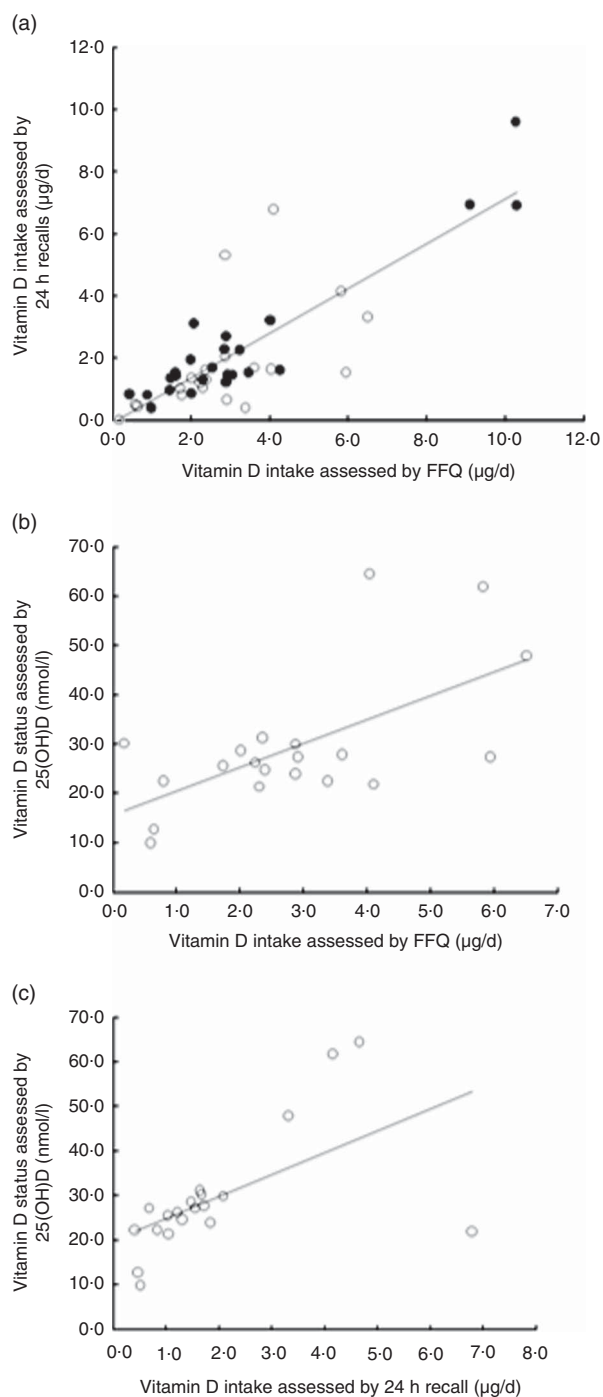 (a)
12·0
10·0
8·0
6·0
4·0
2·0
0·0
0·0 2·0 4·0 6·0 8·0 10·0 12·0
Vitamin D intake assessed by
24 h recalls (µg/d)
Vitamin D intake assessed by FFQ (µg/d)
(b)
70·0
60·0
50·0
40·0
30·0
20·0
10·0
0·0
0·0 1·0 2·0 3·0 4·0 5·0 6·0 7·0
Vitamin D status assessed by
25(OH)D (nmol/l)
Vitamin D intake assessed by FFQ (µg/d)
(c)
70·0
60·0
50·0
40·0
30·0
20·0
10·0
0·0
0·0 1·0 2·0 3·0 4·0 5·0 6·0 7·0 8·0
Vitamin D status assessed by
25(OH)D (nmol/l)
Vitamin D intake assessed by 24 h recall (µg/d)